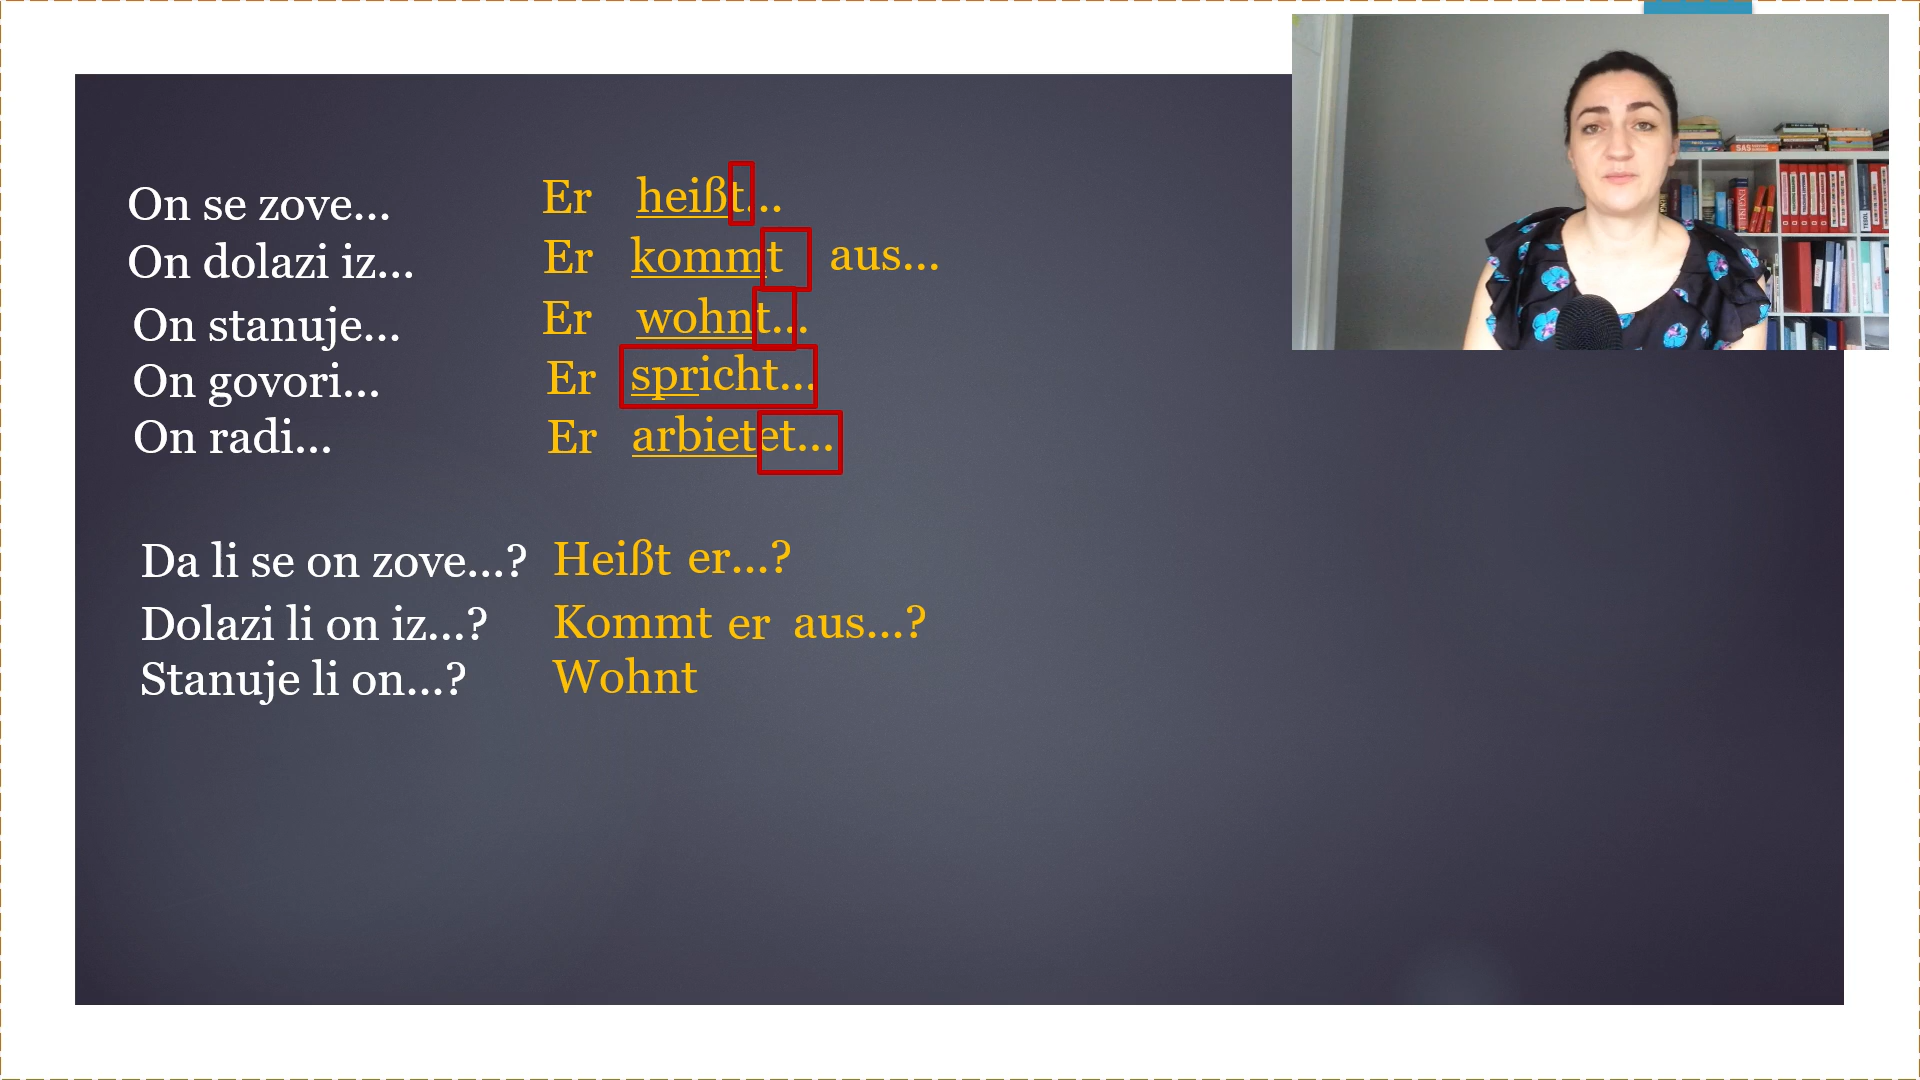 On se zove... Er heißt...
On dolazi iz... Er kommt aus...
On stanuje... Er wohnt...
On govori... Er spricht...
On radi... Er arbietet...
Da li se on zove...? Heißt er...?
Dolazi li on iz...? Kommt er aus...?
Stanuje li on...? Wohnt
SAS